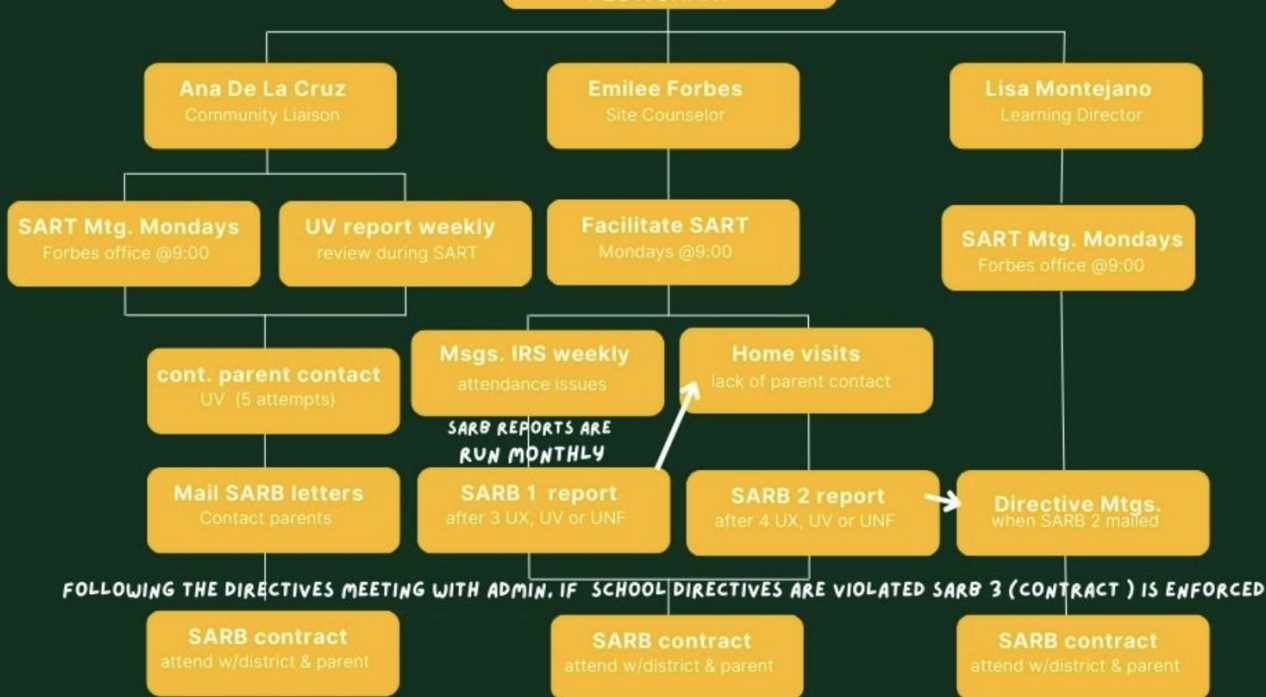 Ana De La Cruz
Community Liaison
Emilee Forbes
Site Counselor
Lisa Montejano
Learning Director
SART Mtg. Mondays
Forbes office @9:00
UV report weekly
review during SART
Facilitate SART
Mondays @9:00
SART Mtg. Mondays
Forbes office @9:00
cont. parent contact
UV (5 attempts)
Msgs. IRS weekly
attendance issues
Home visits
lack of parent contact
SARB REPORTS ARE
RUN MONTHLY
Mail SARB letters
Contact parents
SARB 1 report
after 3 UX, UV or UNF
SARB 2 report
after 4 UX, UV or UNF
Directive Mtgs.
when SARB 2 mailed
FOLLOWING THE DIRECTIVES MEETING WITH ADMIN. IF SCHOOL DIRECTIVES ARE VIOLATED SARB 3 (CONTRACT ) IS ENFORCED
SARB contract
attend w/district & parent
SARB contract
attend w/district & parent
SARB contract
attend w/district & parent